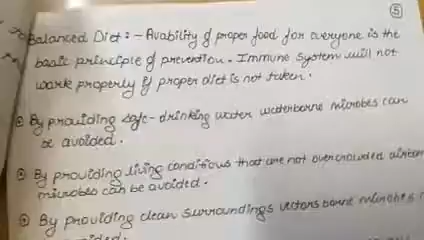 5
Balanced Diet :- Avability of proper food for everyone is the
basic principle of prevention. Immune system will not
work properly if proper diet is not taken.
By providing safe-drinking water waterborne microbes can
be avoided.
By providing living conditions that are not overcrowded
microbes can be avoided.
By providing clean surroundings vectors borne microbes